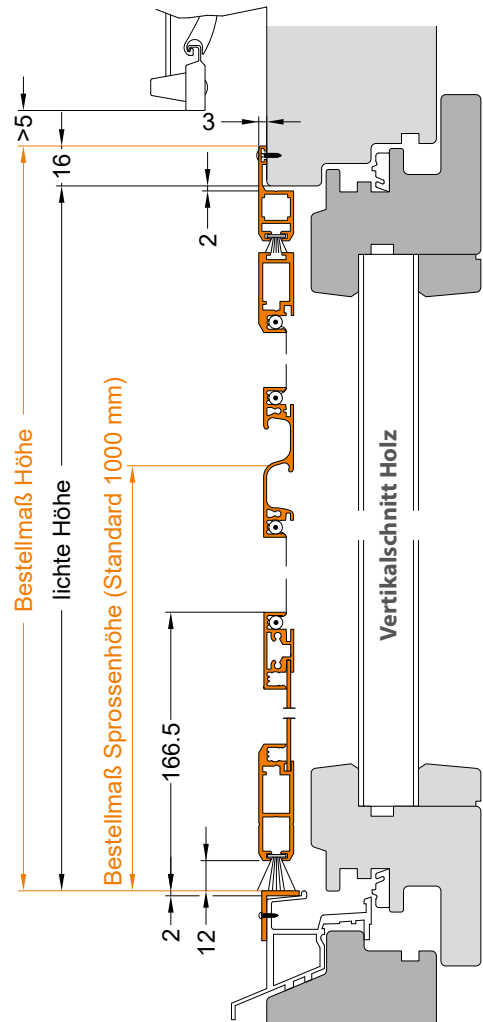 >5
16
3
2
Bestellmaß Höhe
lichte Höhe
Bestellmaß Sprossenhöhe (Standard 1000 mm)
Vertikalschnitt Holz
166.5
2
12